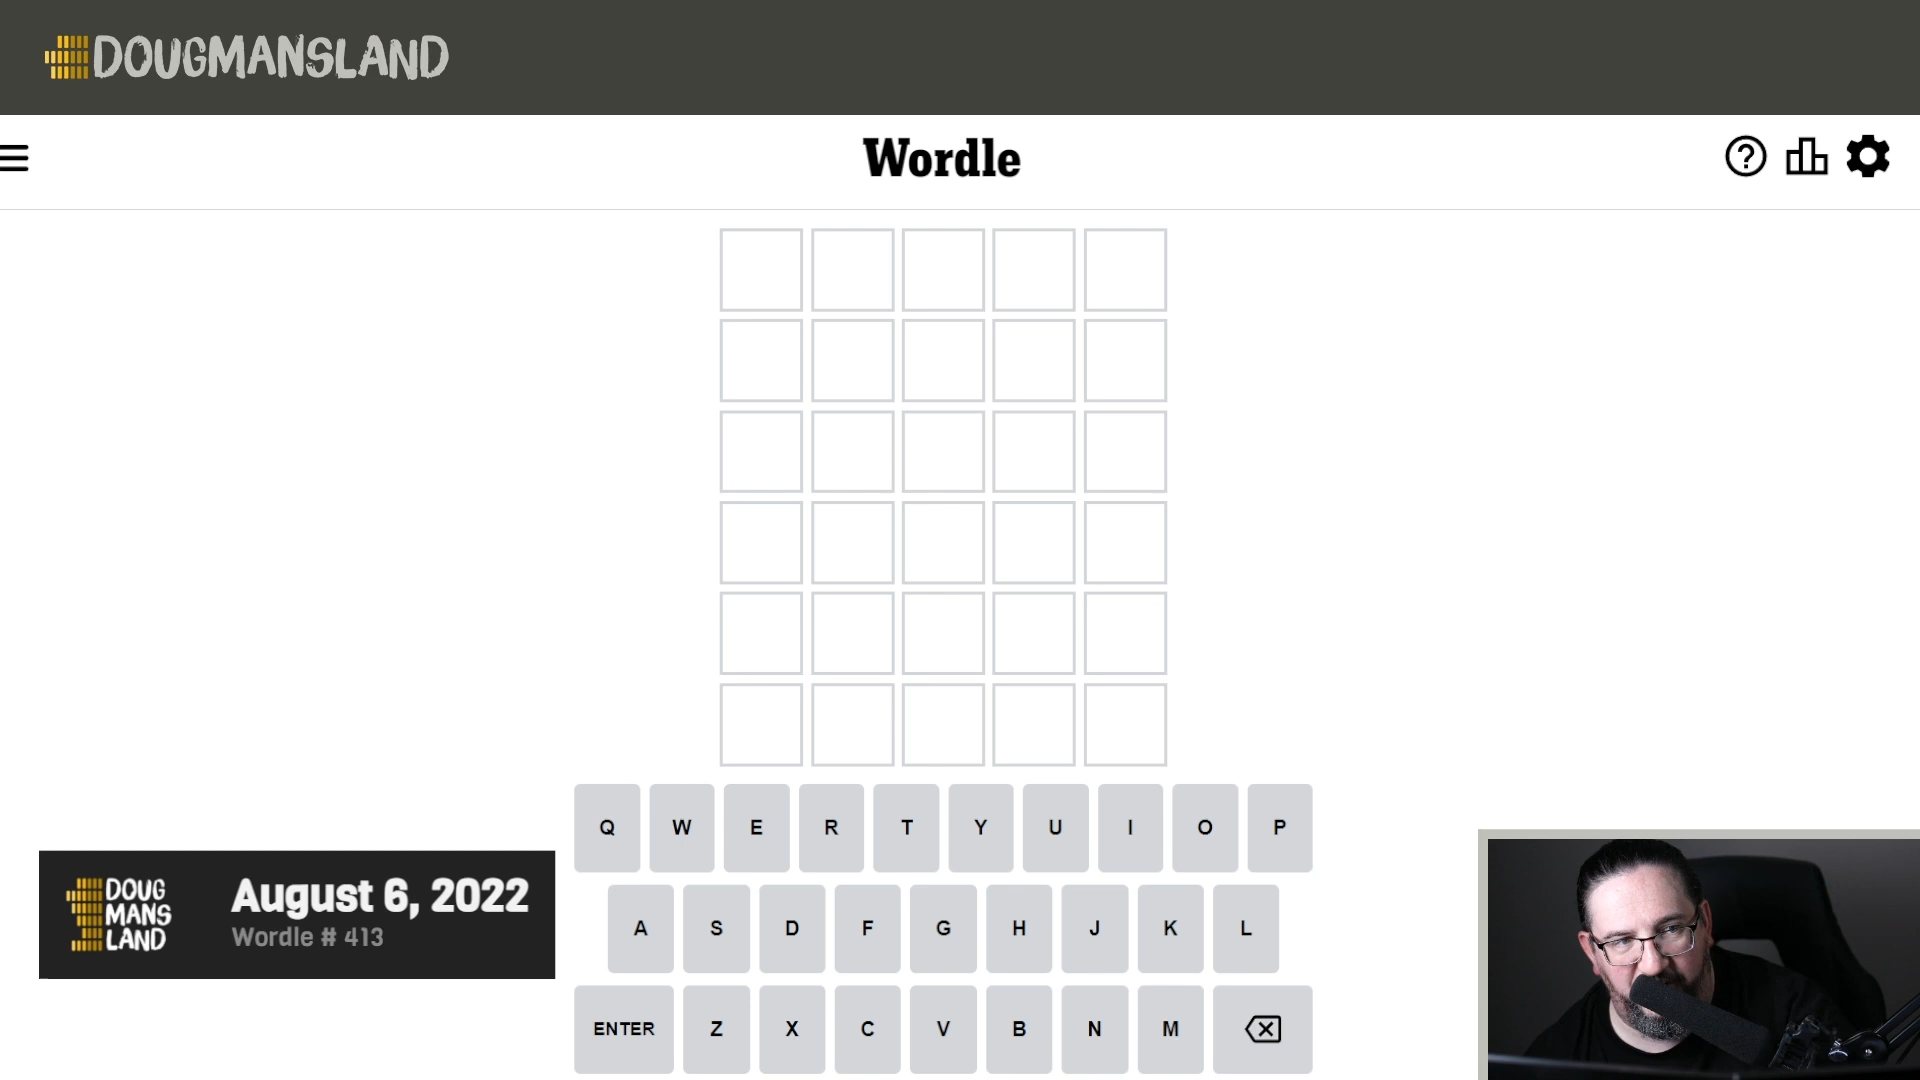 DOUGMANSLAND
Wordle
?
Q W E R T Y U I O P
A S D F G H J K L
ENTER Z X C V B N M
DOUG
MANS
LAND
August 6, 2022
Wordle # 413